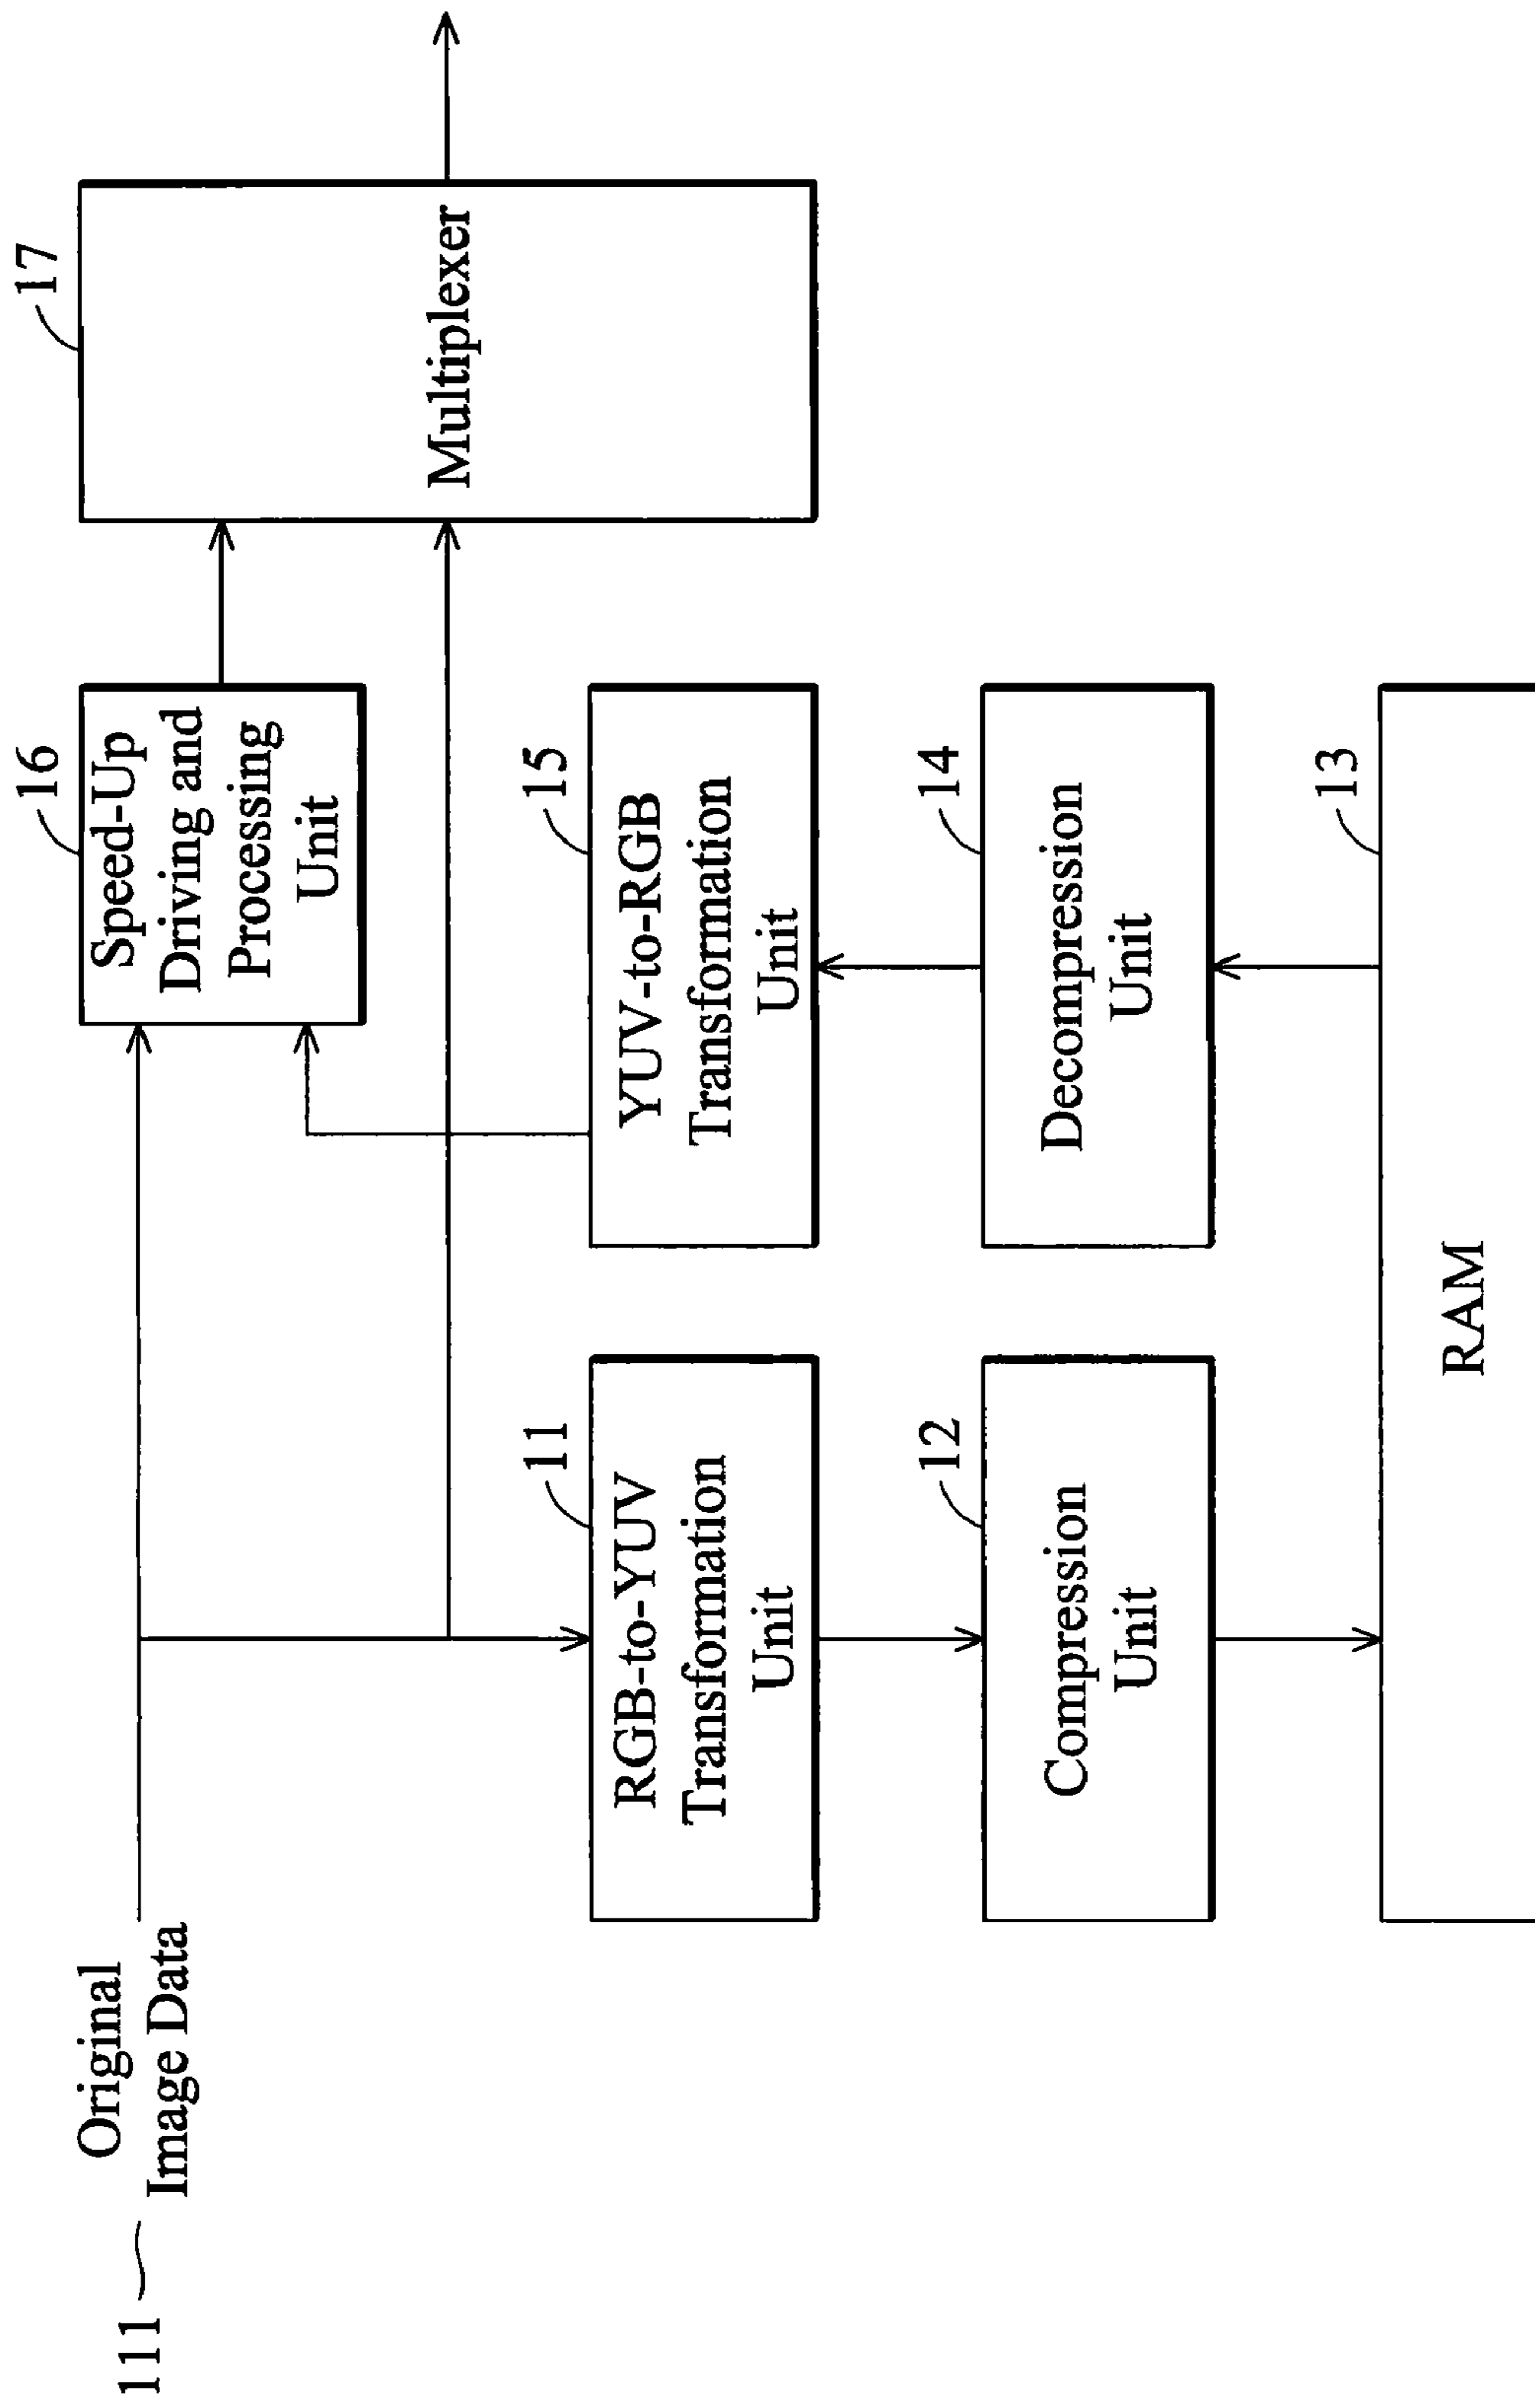 111
Original
Image Data
16
Speed-Up
Driving and
Processing
Unit
17
Multiplexer
11
RGB-to-YUV
Transformation
Unit
15
YUV-to-RGB
Transformation
Unit
12
Compression
Unit
14
Decompression
Unit
13
RAM